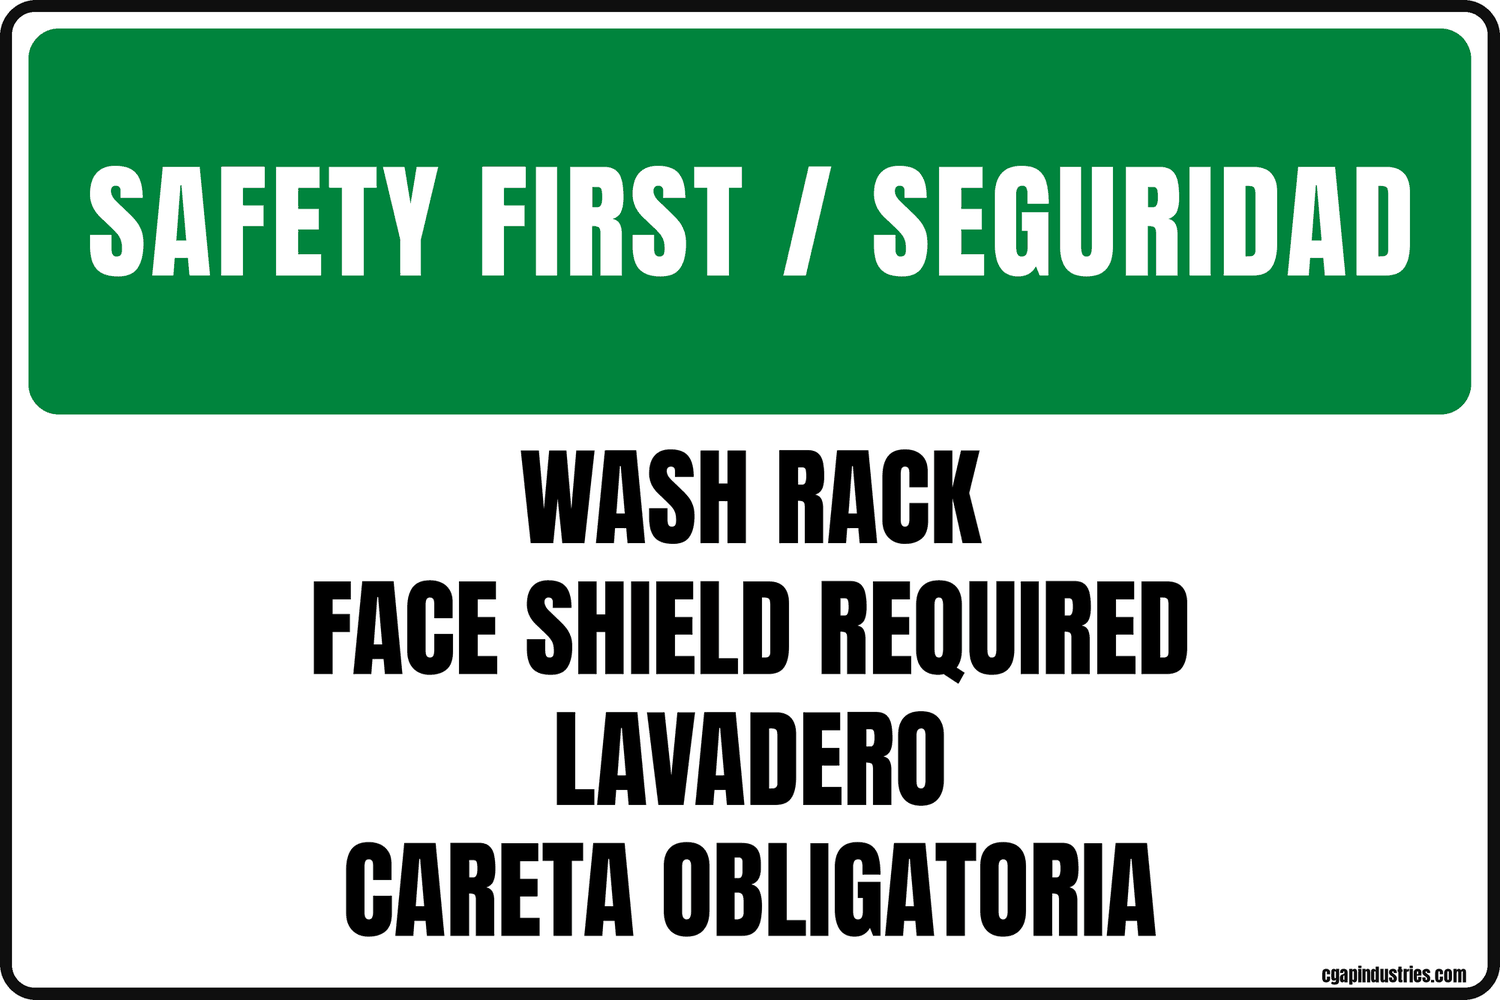 SAFETY FIRST / SEGURIDAD
WASH RACK
FACE SHIELD REQUIRED
LAVADERO
CARETA OBLIGATORIA
cgapindustries.com